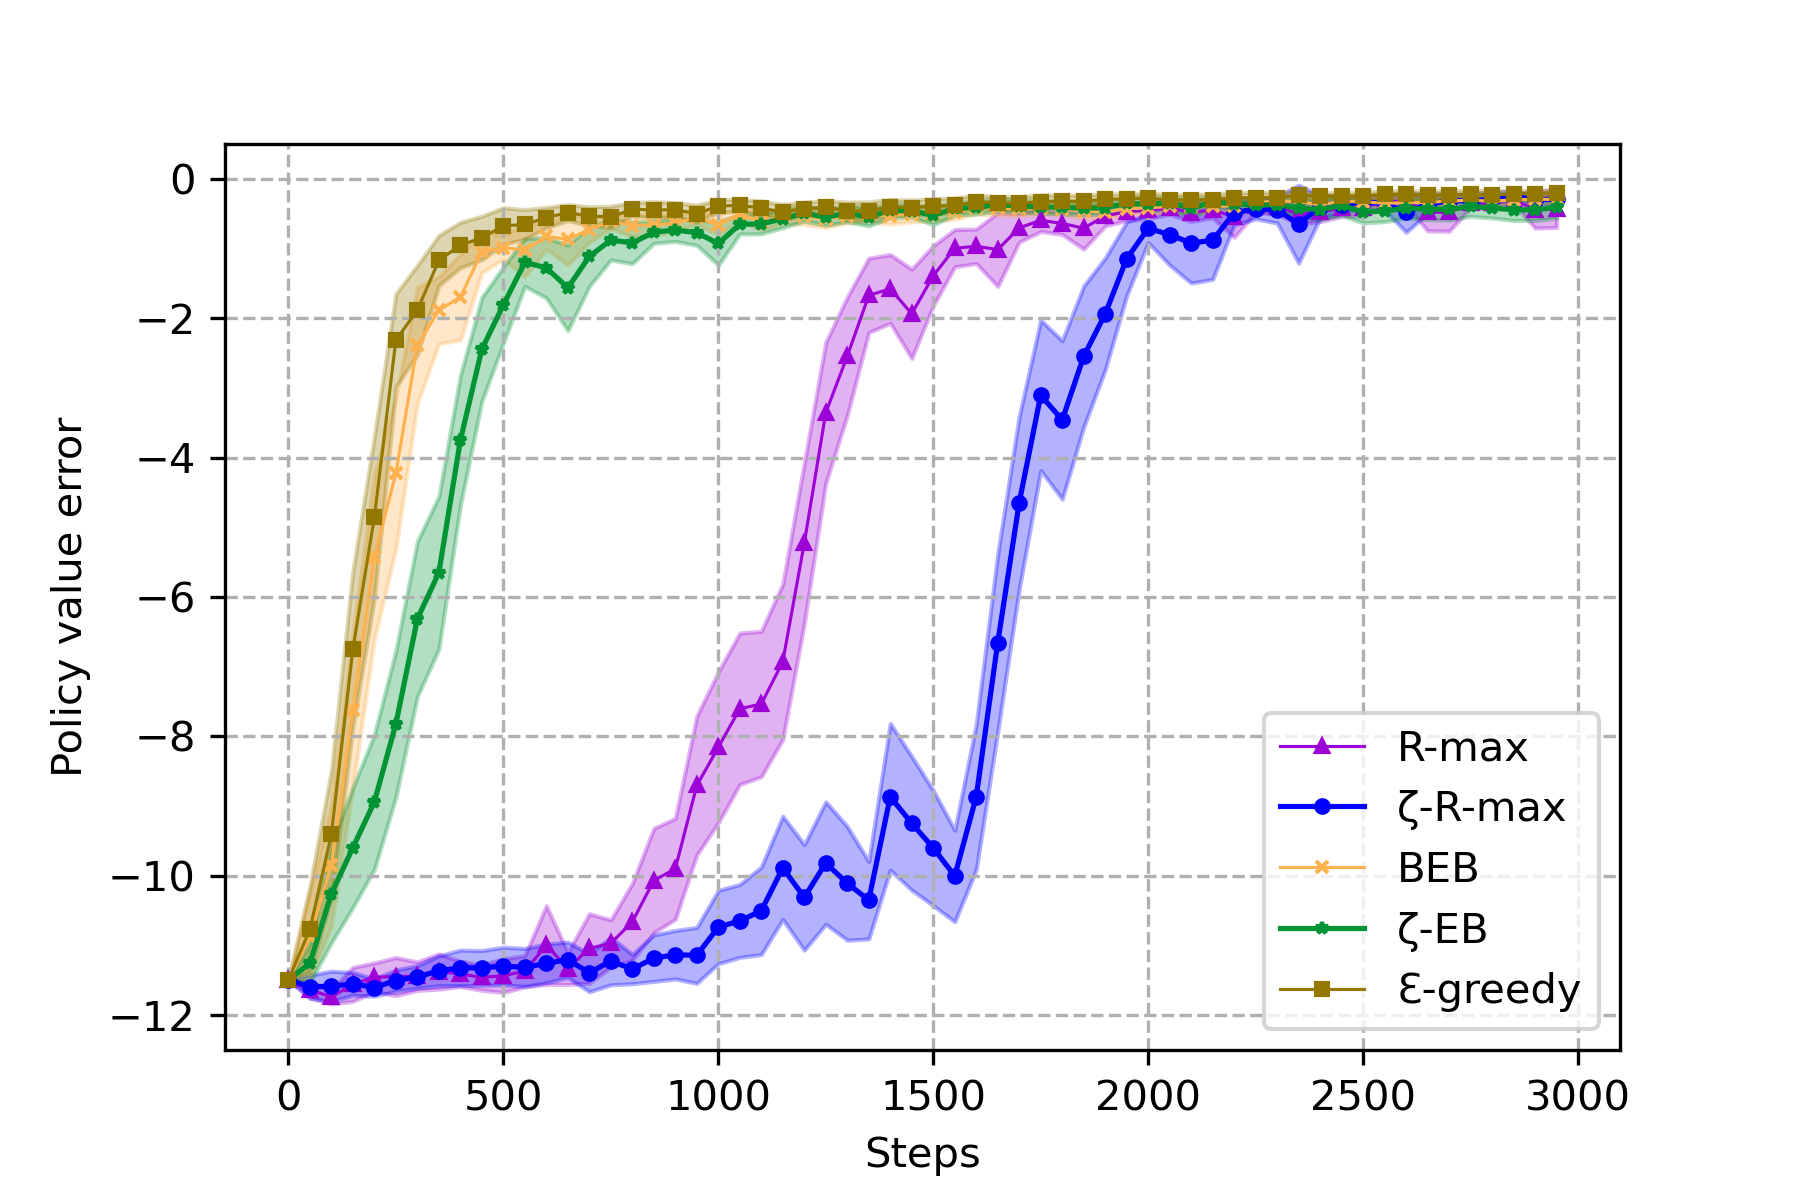 0
−2
−4
−6
−8
−10
−12
Policy value error
0 500 1000 1500 2000 2500 3000
Steps
R-max
ζ-R-max
BEB
ζ-EB
Ɛ-greedy